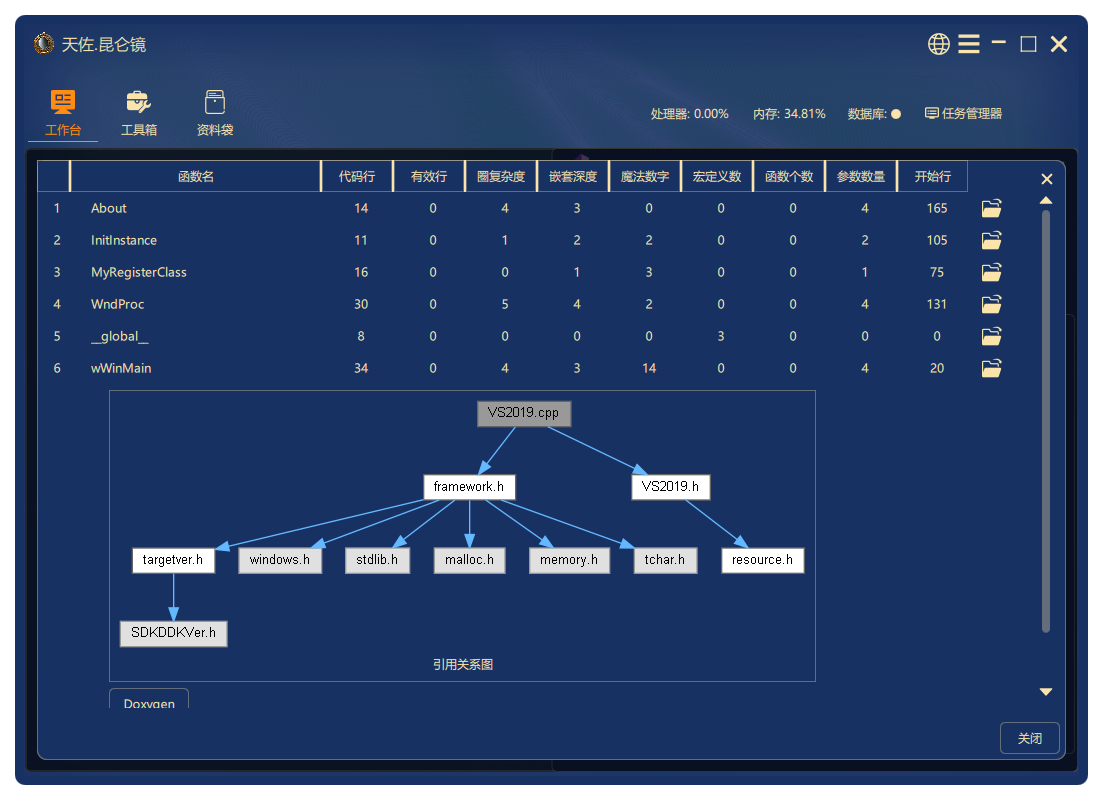 天佐.昆仑镜
工作台 工具箱 资料袋
处理器: 0.00% 内存: 34.81% 数据库: 任务管理器
函数名 代码行 有效行 圈复杂度 嵌套深度 魔法数字 宏定义数 函数个数 参数数量 开始行
1 About 14 0 4 3 0 0 0 4 165
2 InitInstance 11 0 1 2 2 0 0 2 105
3 MyRegisterClass 16 0 0 1 3 0 0 1 75
4 WndProc 30 0 5 4 2 0 0 4 131
5 __global__ 8 0 0 0 0 3 0 0 0
6 wWinMain 34 0 4 3 14 0 0 4 20
VS2019.cpp
framework.h VS2019.h
targetver.h windows.h stdlib.h malloc.h memory.h tchar.h resource.h
SDKDDKVer.h
引用关系图
Doxygen
关闭